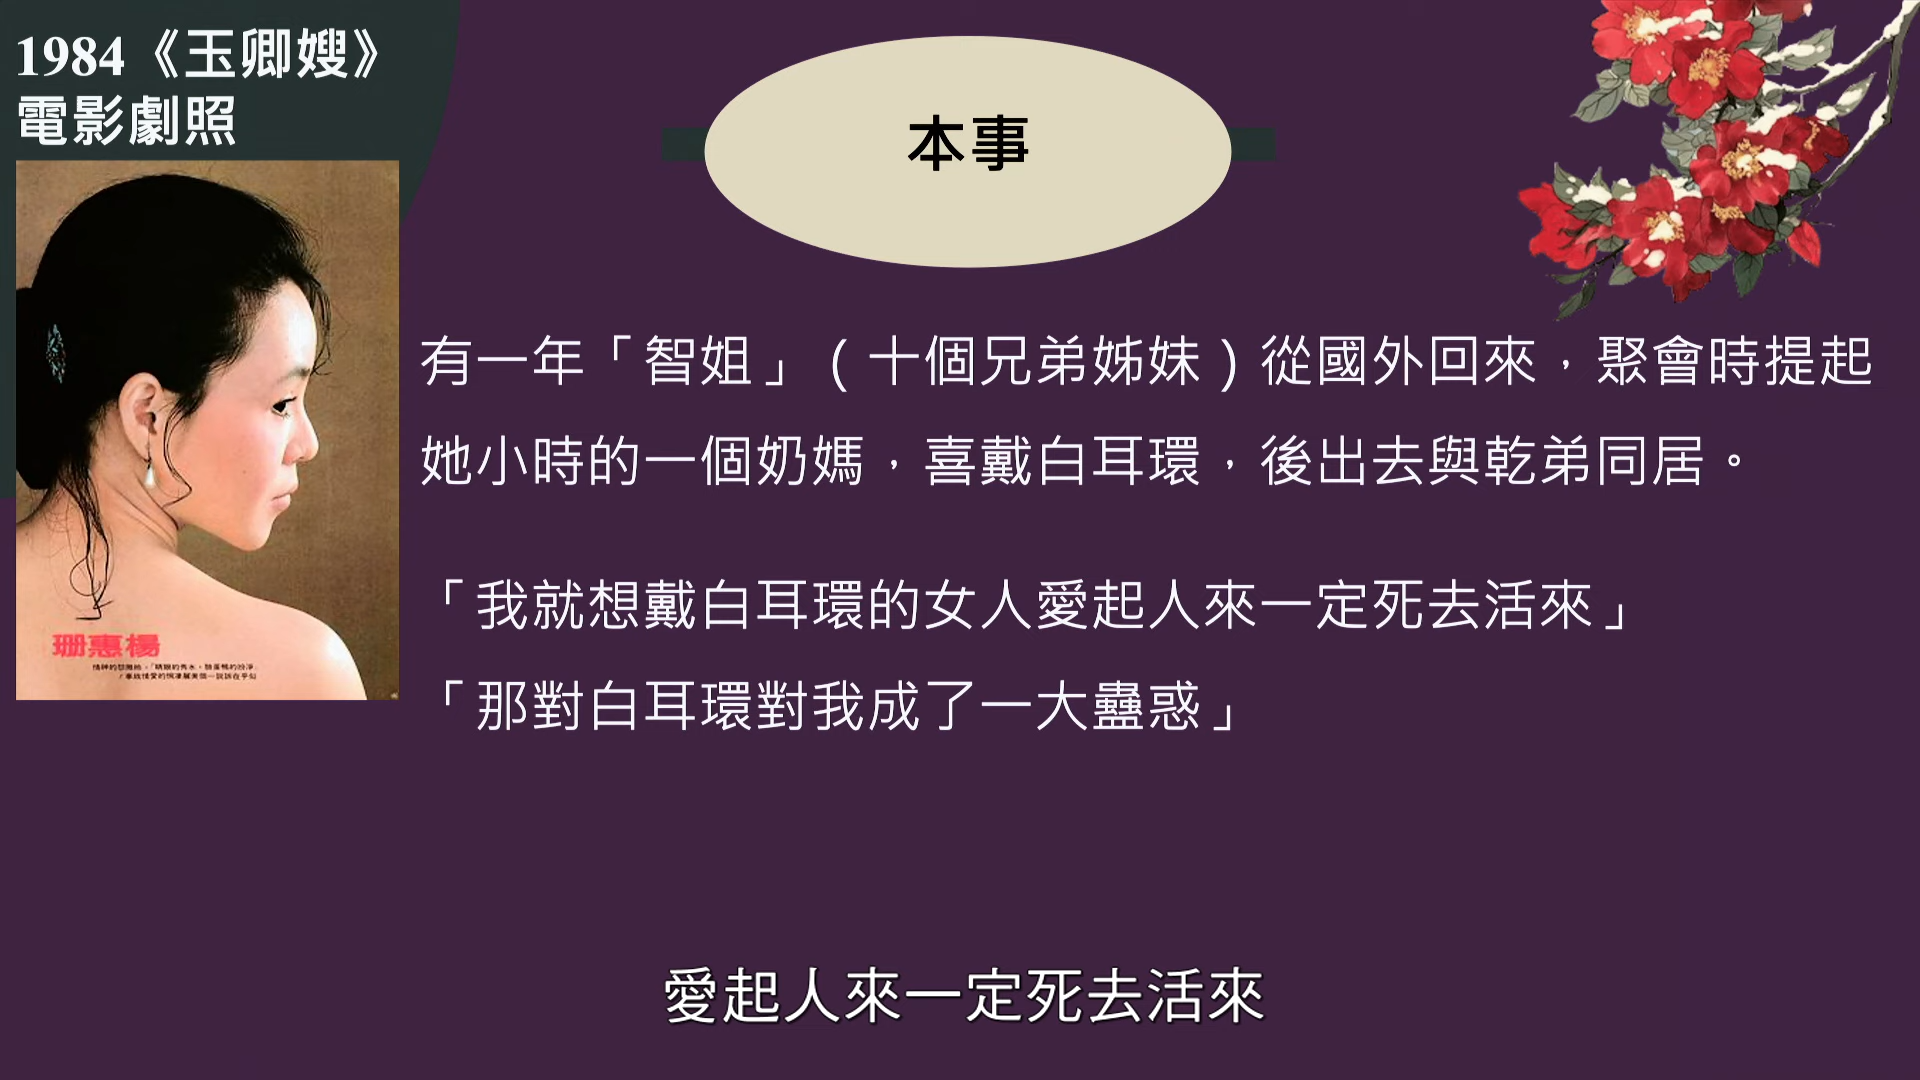 1984《玉卿嫂》
電影劇照
本事
有一年「智姐」(十個兄弟姊妹)從國外回來，聚會時提起
她小時的一個奶媽，喜戴白耳環，後出去與乾弟同居。
「我就想戴白耳環的女人愛起人來一定死去活來」
「那對白耳環對我成了一大蠱惑」
珊惠楊
愛起人來一定死去活來